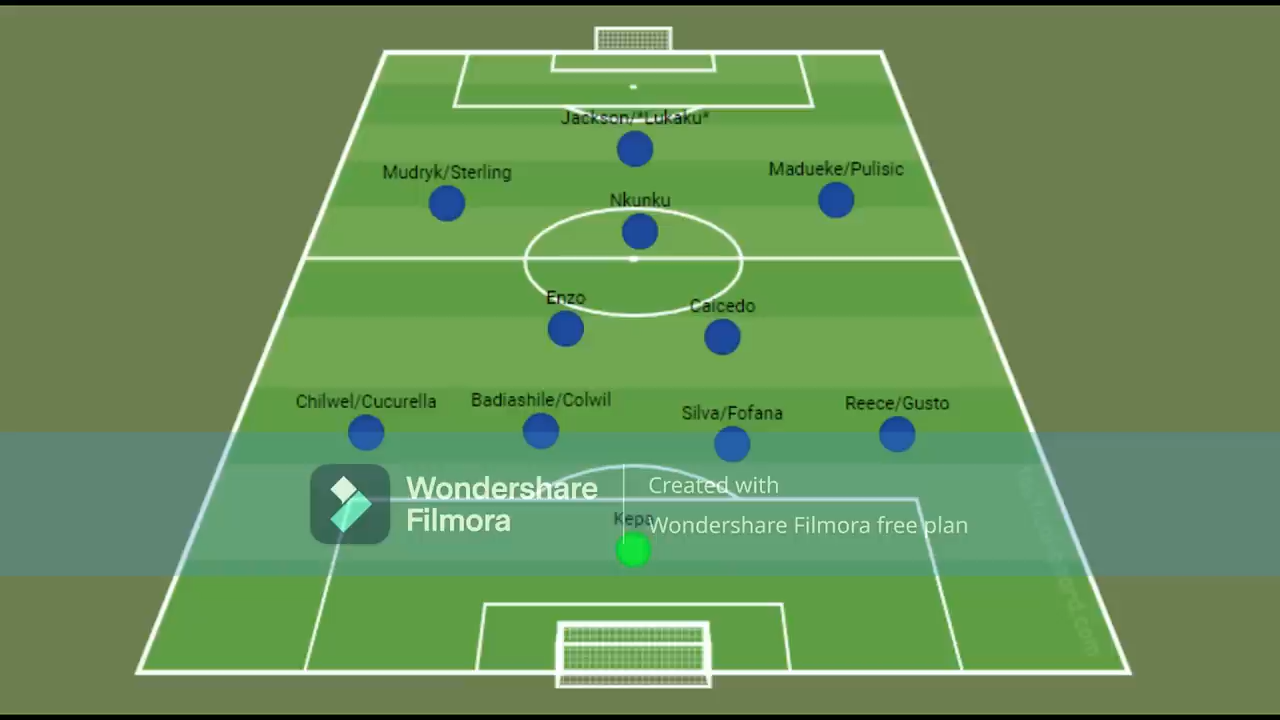 Jackson/*Lukaku*
Mudryk/Sterling
Madueke/Pulisic
Nkunku
Enzo
Caicedo
Chilwel/Cucurella
Badiashile/Colwil
Silva/Fofana
Reece/Gusto
Wondershare
Filmora
Created with
Wondershare Filmora free plan
Kepa